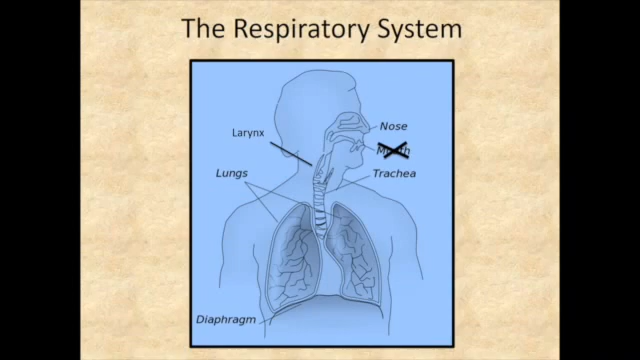 The Respiratory System
Nose
Larynx
Lungs
Trachea
Diaphragm